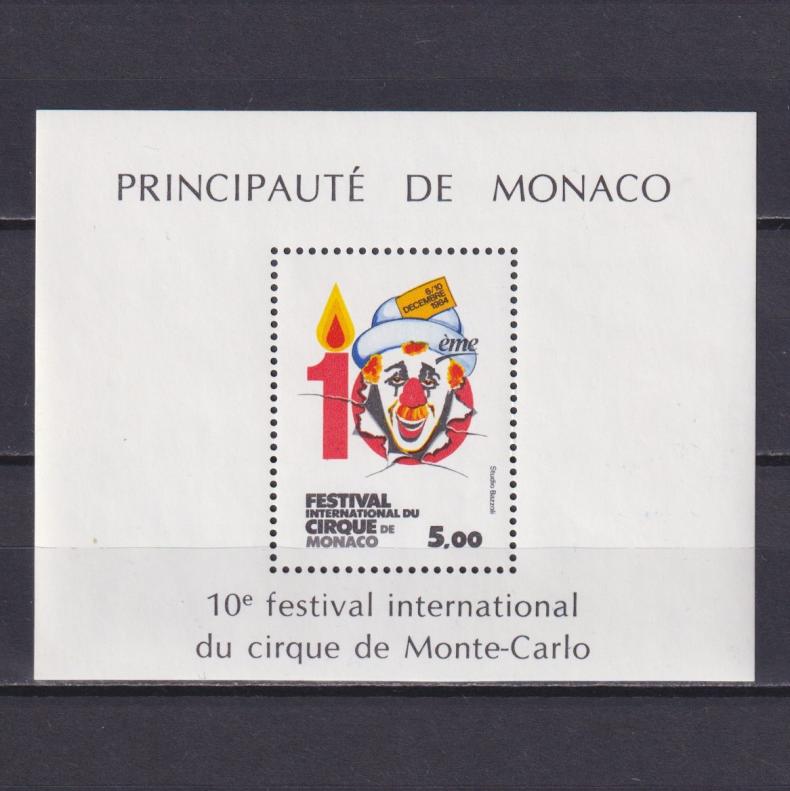 PRINCIPAUTÉ DE MONACO
6/10
DECEMBRE
1984
10
ème
Studio Bazzoli
FESTIVAL
INTERNATIONAL DU
CIRQUE DE
MONACO
5,00
10e festival international
du cirque de Monte-Carlo